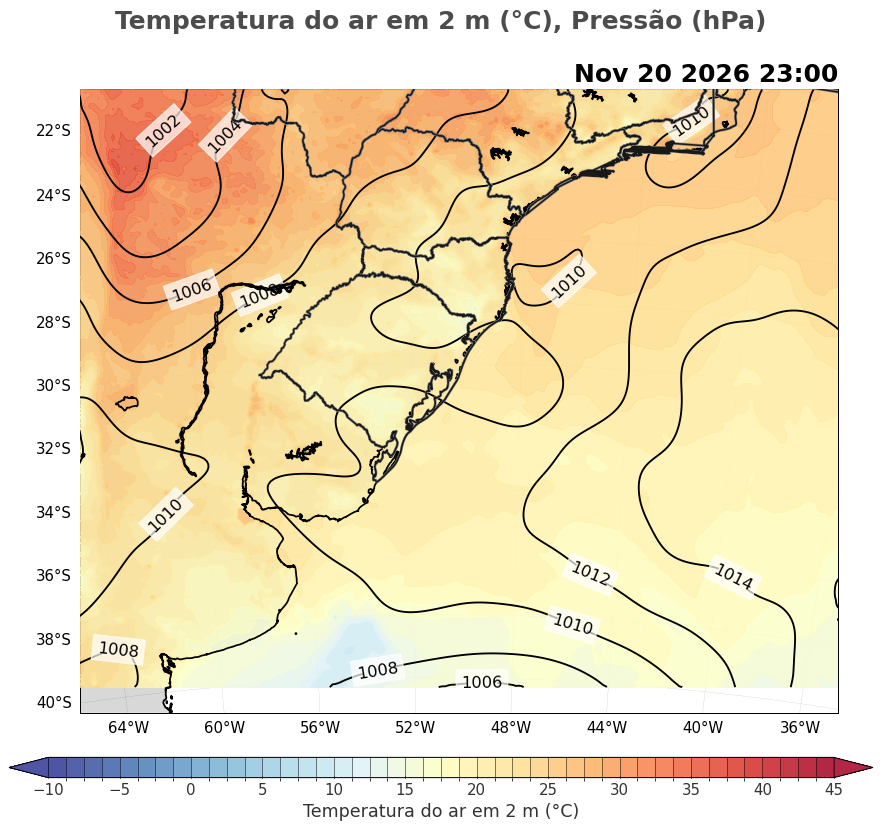 Temperatura do ar em 2 m (°C), Pressão (hPa)
Nov 20 2026 23:00
22°S
24°S
26°S
28°S
30°S
32°S
34°S
36°S
38°S
40°S
1002
1004
1010
1006
1008
1010
1010
1012
1014
1010
1008
1008
1006
64°W 60°W 56°W 52°W 48°W 44°W 40°W 36°W
−10 −5 0 5 10 15 20 25 30 35 40 45
Temperatura do ar em 2 m (°C)